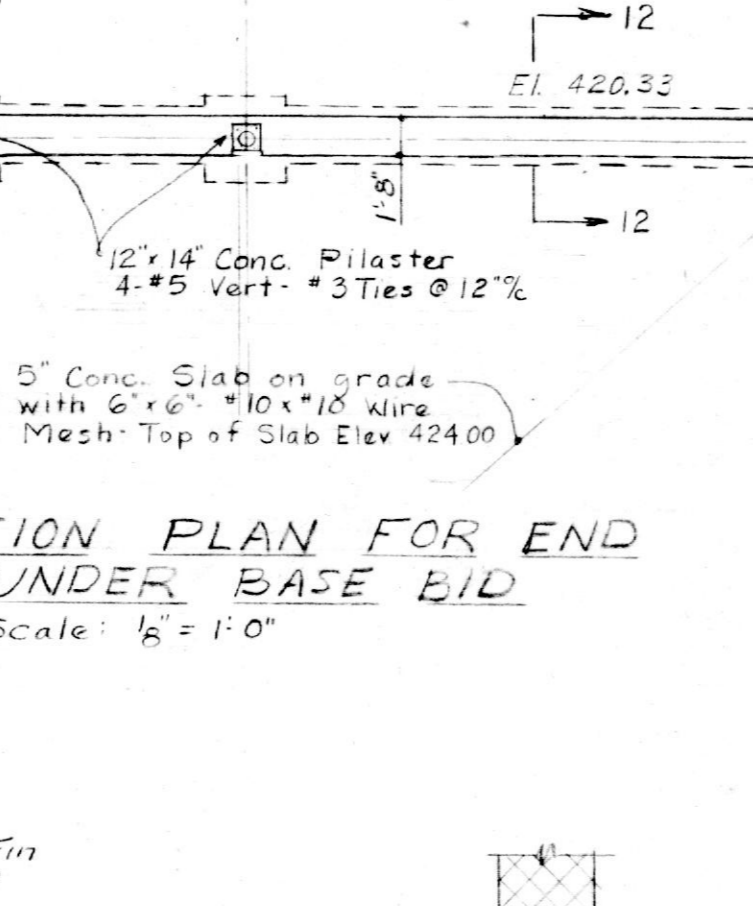 12
El. 420.33
1'-8"
12
12" x 14" Conc. Pilaster
4-#5 Vert- #3 Ties @ 12" o/c
5" Conc. Slab on grade
with 6" x 6"- #10 x #10 Wire
Mesh- Top of Slab Elev 424.00
TION PLAN FOR END
UNDER BASE BID
Scale: 1/8" = 1'-0"